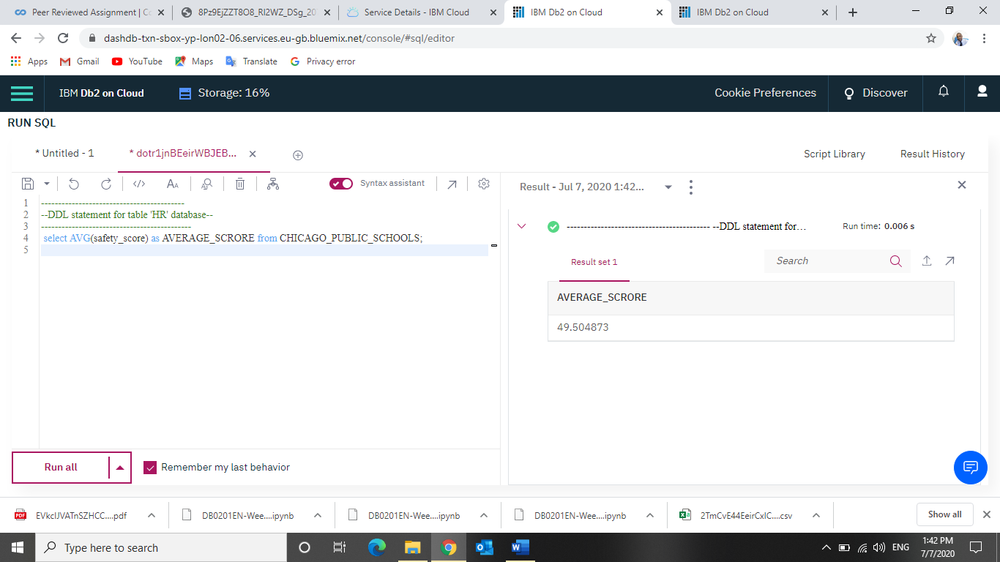 Peer Reviewed Assignment | Co
8Pz9EjZZT8O8_RI2WZ_DSg_20
Service Details - IBM Cloud
IBM Db2 on Cloud
IBM Db2 on Cloud
dashdb-txn-sbox-yp-lon02-06.services.eu-gb.bluemix.net/console/#sql/editor
Apps
Gmail
YouTube
Maps
Translate
Privacy error
IBM Db2 on Cloud
Storage: 16%
Cookie Preferences
Discover
RUN SQL
* Untitled - 1
* dotr1jnBEeirWBJEB...
Script Library
Result History
Syntax assistant
Result - Jul 7, 2020 1:42...
1 ------------------------------------------
2 --DDL statement for table 'HR' database--
3 --------------------------------------------
4 select AVG(safety_score) as AVERAGE_SCRORE from CHICAGO_PUBLIC_SCHOOLS;
5
------------------------------------------ --DDL statement for...
Run time: 0.006 s
Result set 1
Search
AVERAGE_SCRORE
49.504873
Run all
Remember my last behavior
EVkcIJVATnSZHCC....pdf
DB0201EN-Wee....ipynb
DB0201EN-Wee....ipynb
DB0201EN-Wee....ipynb
2TmCvE44EeirCxIC....csv
Show all
Type here to search
ENG
1:42 PM
7/7/2020